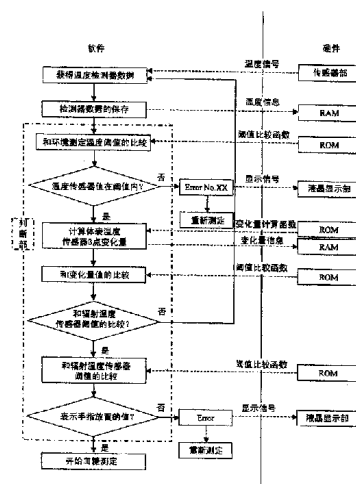 软件
硬件
温度信号
获得温度检测器数据
传感器部
检测器数据的保存
温度信息
RAM
阈值比较函数
和环境测定温度阈值的比较
ROM
否
显示信号
温度传感器值在阈值内?
Error No.XX
液晶显示部
是
重新测定
变化量计算函数
判断部
计算体表温度
传感器3点变化量
ROM
变化量信息
RAM
阈值比较函数
和变化量值的比较
ROM
和辐射温度
传感器阈值的比较?
否
是
阈值比较函数
和辐射温度传感器
阈值的比较
ROM
否
显示信号
表示手指放置的值?
Error
液晶显示部
是
重新测定
开始血糖测定